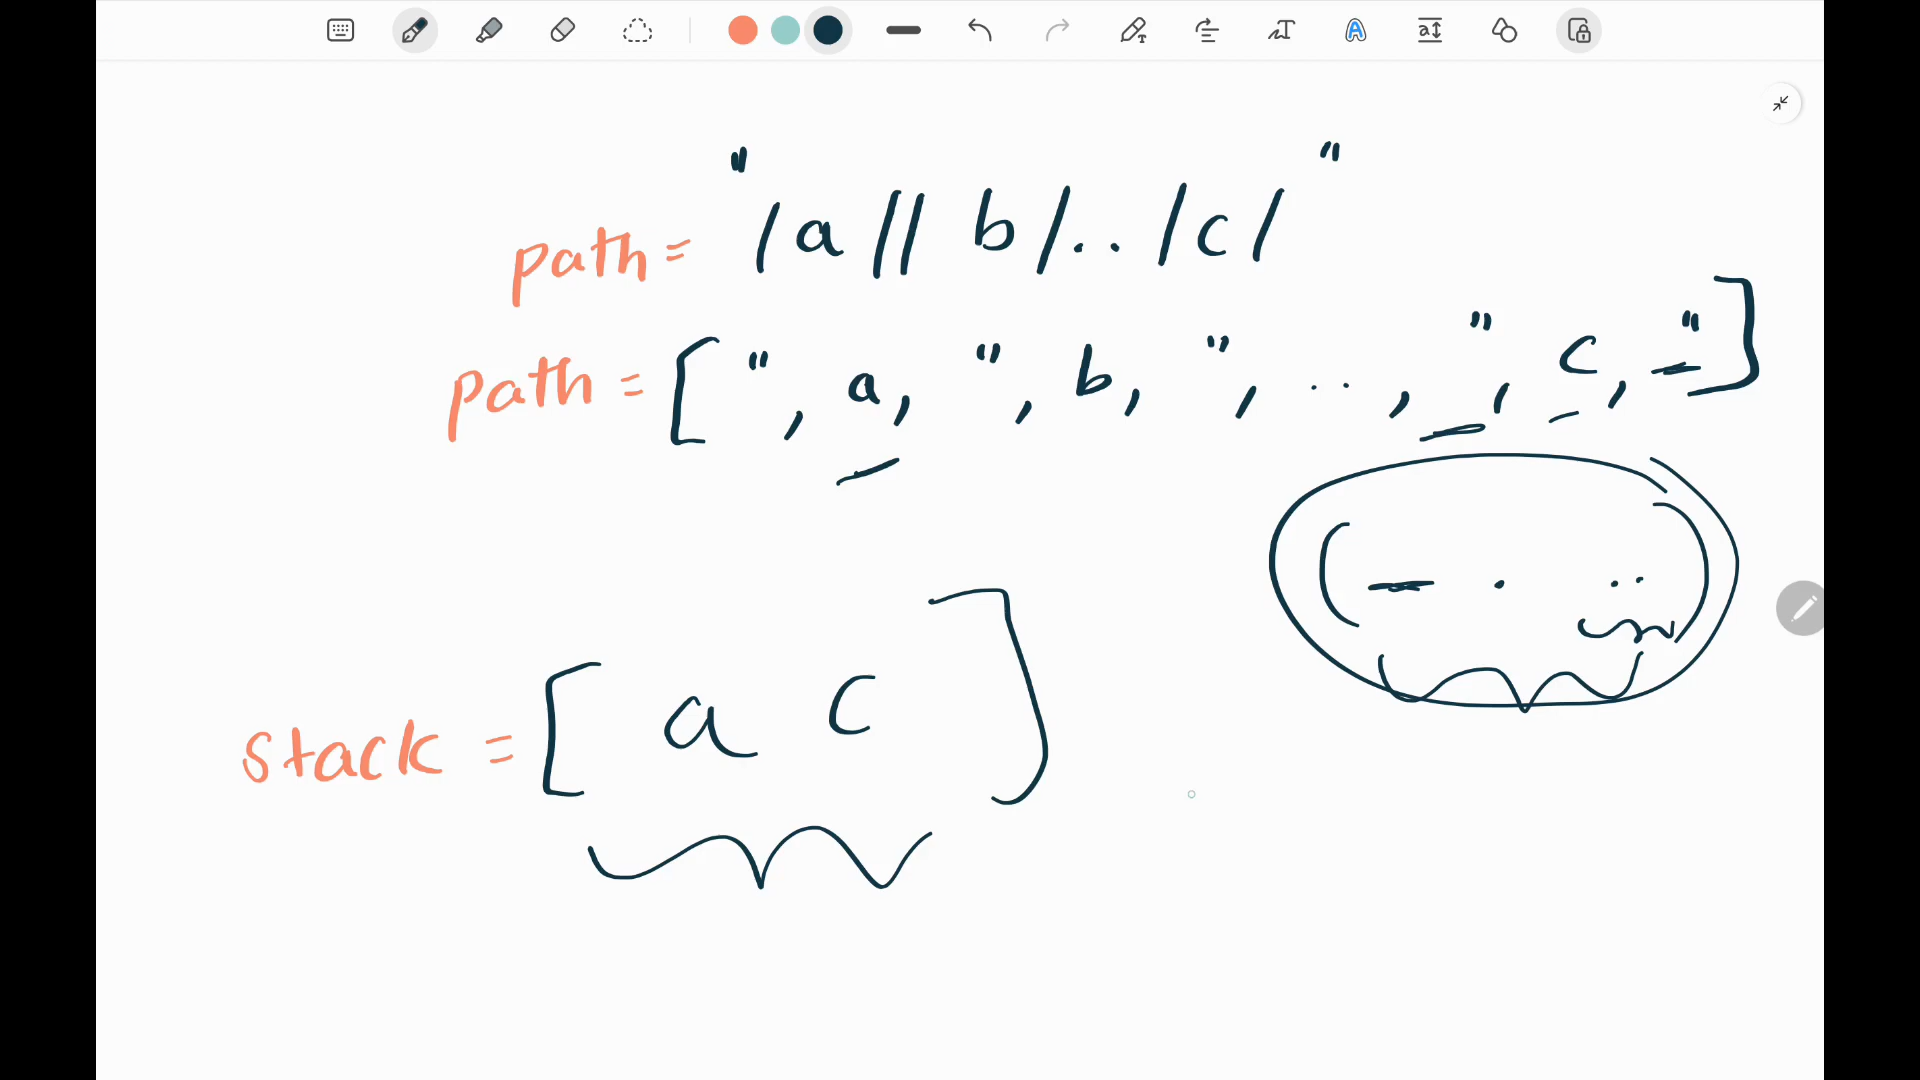 path = "/a//b/../c/"
path = [", a, ", b, ", .., ", c, "]
( - . .. )
stack = [a c]